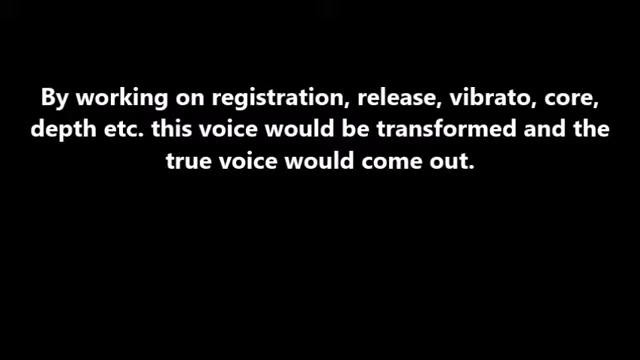 By working on registration, release, vibrato, core,
depth etc. this voice would be transformed and the
true voice would come out.